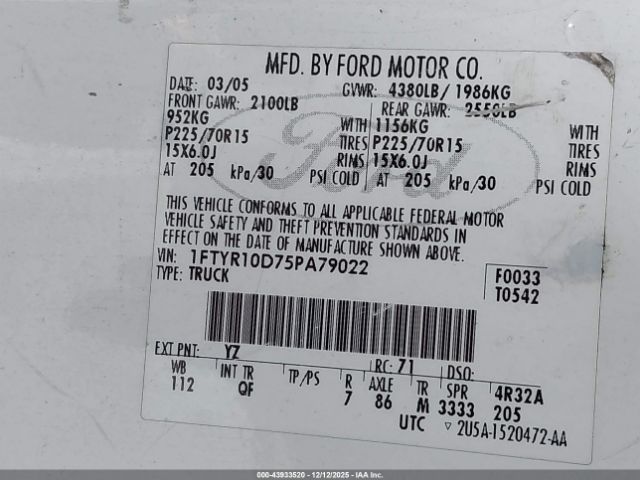 MFD. BY FORD MOTOR CO.
DATE: 03/05 GVWR: 4380LB/ 1986KG
FRONT GAWR: 2100LB REAR GAWR: 2550LB
952KG WITH 1156KG WITH
P225/70R15 TIRES P225/70R15 TIRES
15X6.0J RIMS 15X6.0J RIMS
AT 205 kPa/30 PSI COLD AT 205 kPa/30 PSI COLD
Ford
THIS VEHICLE CONFORMS TO ALL APPLICABLE FEDERAL MOTOR
VEHICLE SAFETY AND THEFT PREVENTION STANDARDS IN
EFFECT ON THE DATE OF MANUFACTURE SHOWN ABOVE.
VIN: 1FTYR10D75PA79022 F0033
TYPE: TRUCK T0542
EXT PNT: YZ RC: 71 DSO:
WB INT TR TP/PS R AXLE TR SPR 4R32A
112 QF 7 86 M 3333 205
UTC ▽ 2U5A-1520472-AA
000-43933520 - 12/12/2025 - IAAI.COM